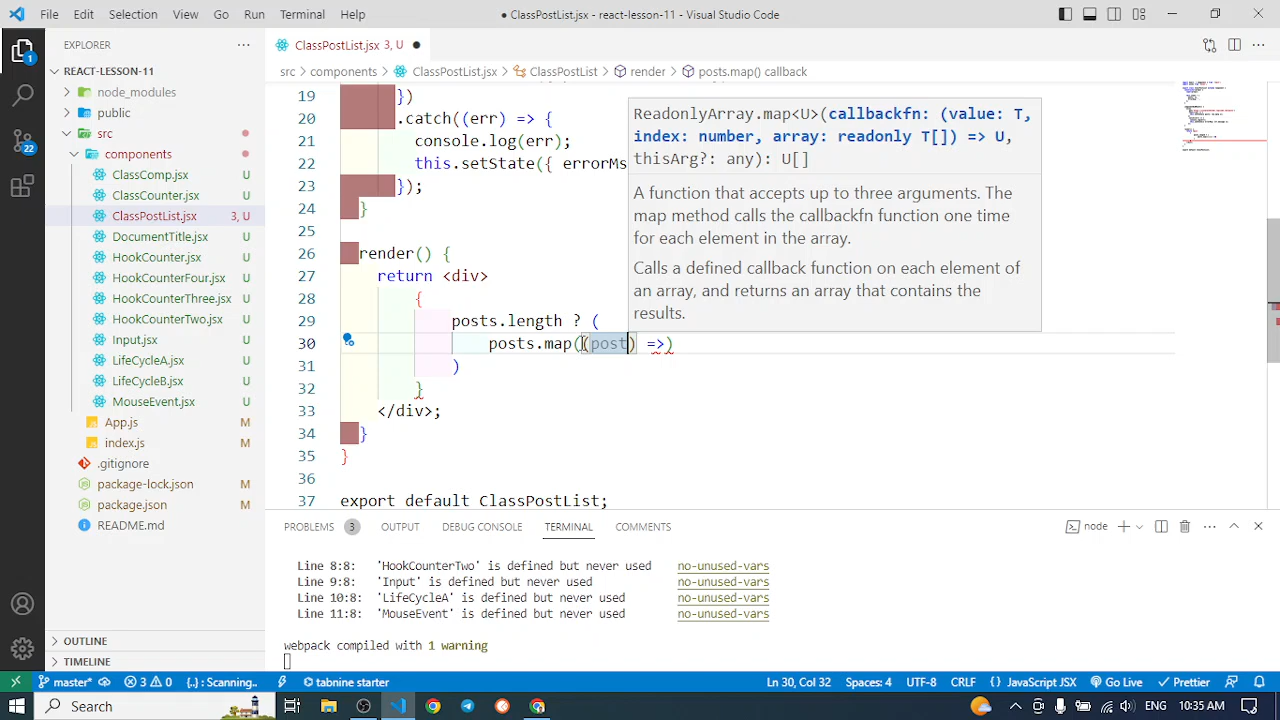 File Edit Selection View Go Run Terminal Help
● ClassPostList.jsx - react-lesson-11 - Visual Studio Code
EXPLORER
ClassPostList.jsx 3, U ●
REACT-LESSON-11
src > components > ClassPostList.jsx > ClassPostList > render > posts.map() callback
node_modules
public
src
components
ClassComp.jsx U
ClassCounter.jsx U
ClassPostList.jsx 3, U
DocumentTitle.jsx U
HookCounter.jsx U
HookCounterFour.jsx U
HookCounterThree.jsx U
HookCounterTwo.jsx U
Input.jsx U
LifeCycleA.jsx U
LifeCycleB.jsx U
MouseEvent.jsx U
App.js M
index.js M
.gitignore
package-lock.json M
package.json M
README.md
OUTLINE
TIMELINE
19 })
20 .catch((err) => {
21 console.log(err);
22 this.setState({ errorMs
23 });
24 }
25
26 render() {
27 return <div>
28 {
29 posts.length ? (
30 posts.map((post) =>)
31 )
32 }
33 </div>;
34 }
35 }
36
37 export default ClassPostList;
ReadonlyArray.map<U>(callbackfn: (value: T,
index: number, array: readonly T[]) => U,
thisArg?: any): U[]
A function that accepts up to three arguments. The
map method calls the callbackfn function one time
for each element in the array.
Calls a defined callback function on each element of
an array, and returns an array that contains the
results.
PROBLEMS 3 OUTPUT DEBUG CONSOLE TERMINAL COMMENTS
node
Line 8:8: 'HookCounterTwo' is defined but never used no-unused-vars
Line 9:8: 'Input' is defined but never used no-unused-vars
Line 10:8: 'LifeCycleA' is defined but never used no-unused-vars
Line 11:8: 'MouseEvent' is defined but never used no-unused-vars
webpack compiled with 1 warning
1
22
master* 3 0 {..} : Scanning.. tabnine starter
Ln 30, Col 32 Spaces: 4 UTF-8 CRLF {} JavaScript JSX Go Live Prettier
Search
ENG 10:35 AM